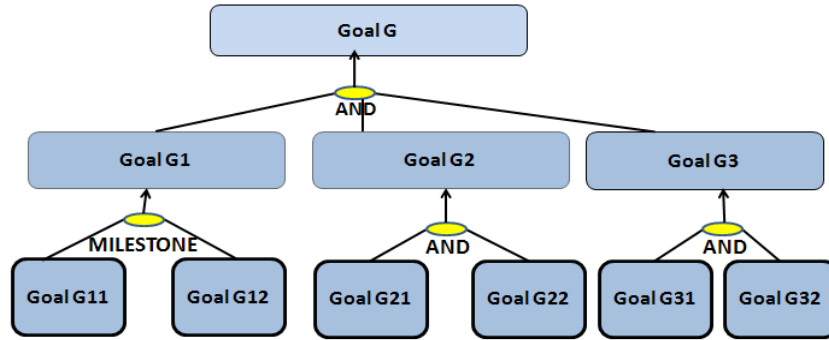 Goal G
AND
Goal G1
Goal G2
Goal G3
MILESTONE
AND
AND
Goal G11
Goal G12
Goal G21
Goal G22
Goal G31
Goal G32